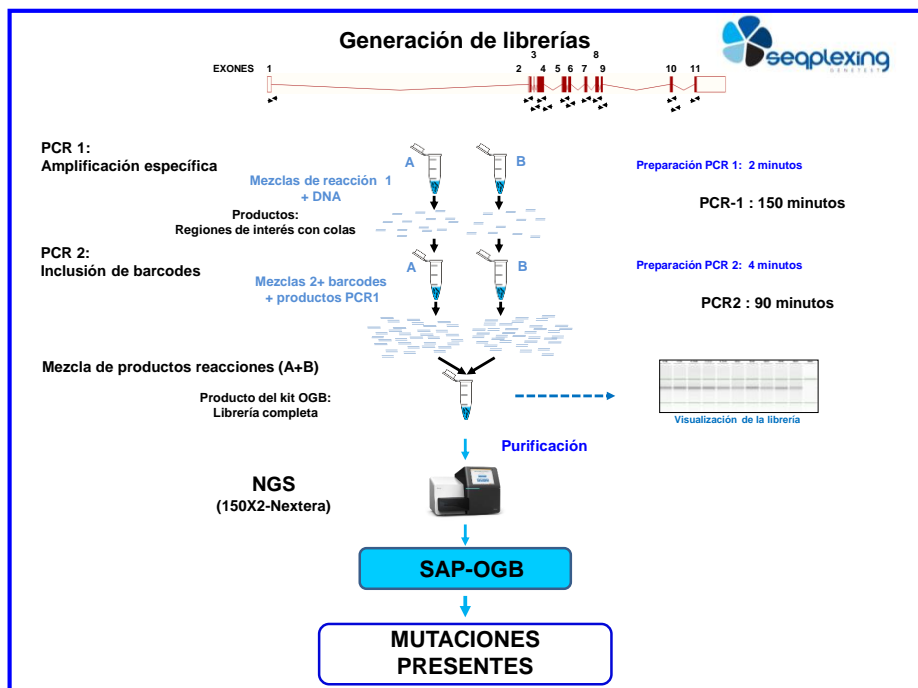 Generación de librerías
seqplexing
GENETEST
EXONES 1 2 3 4 5 6 7 8 9 10 11
PCR 1:
Amplificación específica
A
B
Mezclas de reacción 1
+ DNA
Preparación PCR 1: 2 minutos
PCR-1 : 150 minutos
Productos:
Regiones de interés con colas
PCR 2:
Inclusión de barcodes
A
B
Mezclas 2+ barcodes
+ productos PCR1
Preparación PCR 2: 4 minutos
PCR2 : 90 minutos
Mezcla de productos reacciones (A+B)
Producto del kit OGB:
Librería completa
Visualización de la librería
Purificación
NGS
(150X2-Nextera)
SAP-OGB
MUTACIONES
PRESENTES